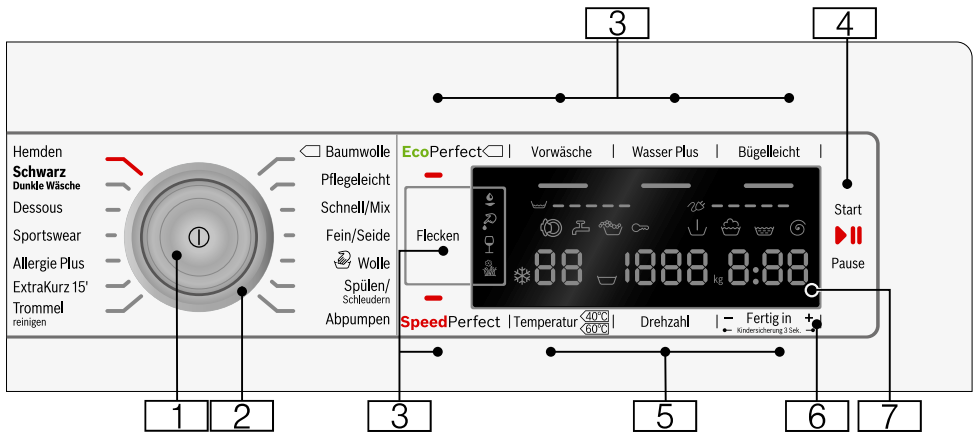 3
4
Hemden
Schwarz
Dunkle Wäsche
Dessous
Sportswear
Allergie Plus
ExtraKurz 15'
Trommel
reinigen
Baumwolle
Pflegeleicht
Schnell/Mix
Fein/Seide
Wolle
Spülen/
Schleudern
Abpumpen
EcoPerfect | Vorwäsche | Wasser Plus | Bügelleicht |
Flecken
88 1888 kg 8:88
SpeedPerfect | Temperatur 40°C 60°C | Drehzahl | − Fertig in +
Kindersicherung 3 Sek.
Start
Pause
1 2 3 5 6 7